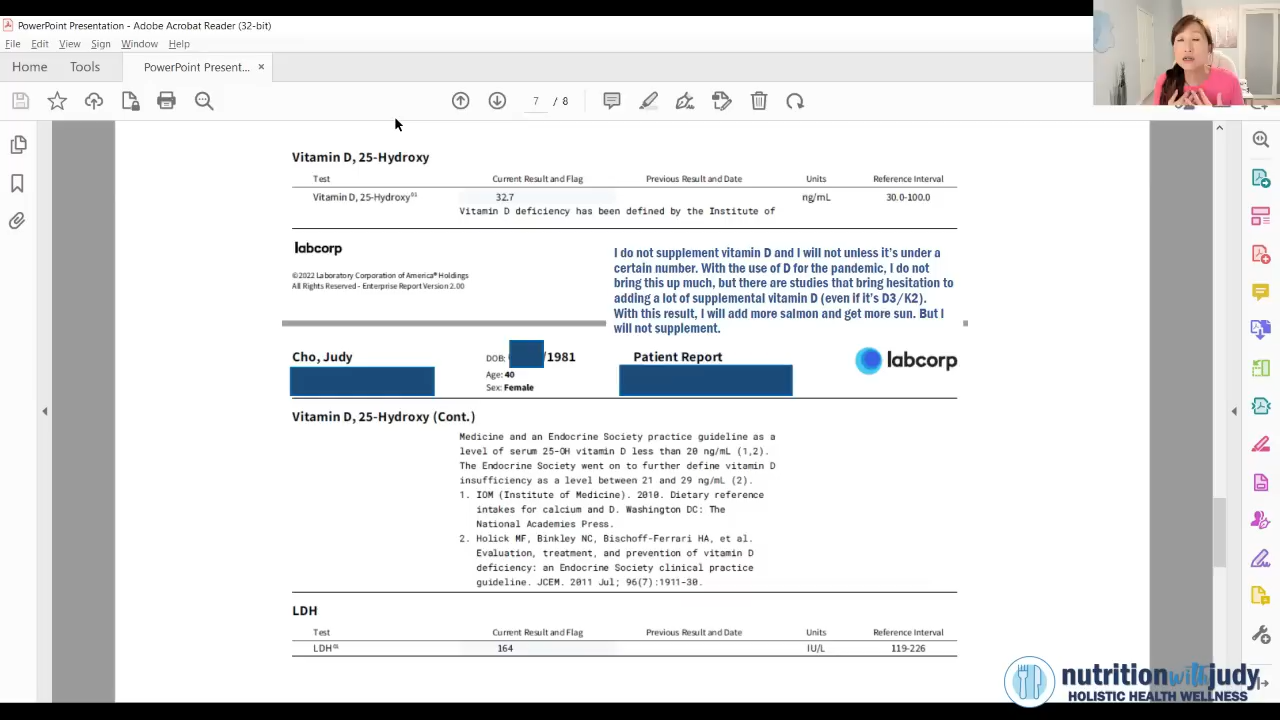 PowerPoint Presentation - Adobe Acrobat Reader (32-bit)
File Edit View Sign Window Help
Home Tools PowerPoint Present... ×
7 / 8
Vitamin D, 25-Hydroxy
Test Current Result and Flag Previous Result and Date Units Reference Interval
Vitamin D, 25-Hydroxy⁰¹ 32.7 ng/mL 30.0-100.0
Vitamin D deficiency has been defined by the Institute of
labcorp
©2022 Laboratory Corporation of America® Holdings
All Rights Reserved - Enterprise Report Version 2.00
I do not supplement vitamin D and I will not unless it's under a
certain number. With the use of D for the pandemic, I do not
bring this up much, but there are studies that bring hesitation to
adding a lot of supplemental vitamin D (even if it's D3/K2).
With this result, I will add more salmon and get more sun. But I
will not supplement.
Cho, Judy DOB: /1981 Patient Report labcorp
Age: 40
Sex: Female
Vitamin D, 25-Hydroxy (Cont.)
Medicine and an Endocrine Society practice guideline as a
level of serum 25-OH vitamin D less than 20 ng/mL (1,2).
The Endocrine Society went on to further define vitamin D
insufficiency as a level between 21 and 29 ng/mL (2).
1. IOM (Institute of Medicine). 2010. Dietary reference
intakes for calcium and D. Washington DC: The
National Academies Press.
2. Holick MF, Binkley NC, Bischoff-Ferrari HA, et al.
Evaluation, treatment, and prevention of vitamin D
deficiency: an Endocrine Society clinical practice
guideline. JCEM. 2011 Jul; 96(7):1911-30.
LDH
Test Current Result and Flag Previous Result and Date Units Reference Interval
LDH⁰¹ 164 IU/L 119-226
nutrition with judy
HOLISTIC HEALTH WELLNESS